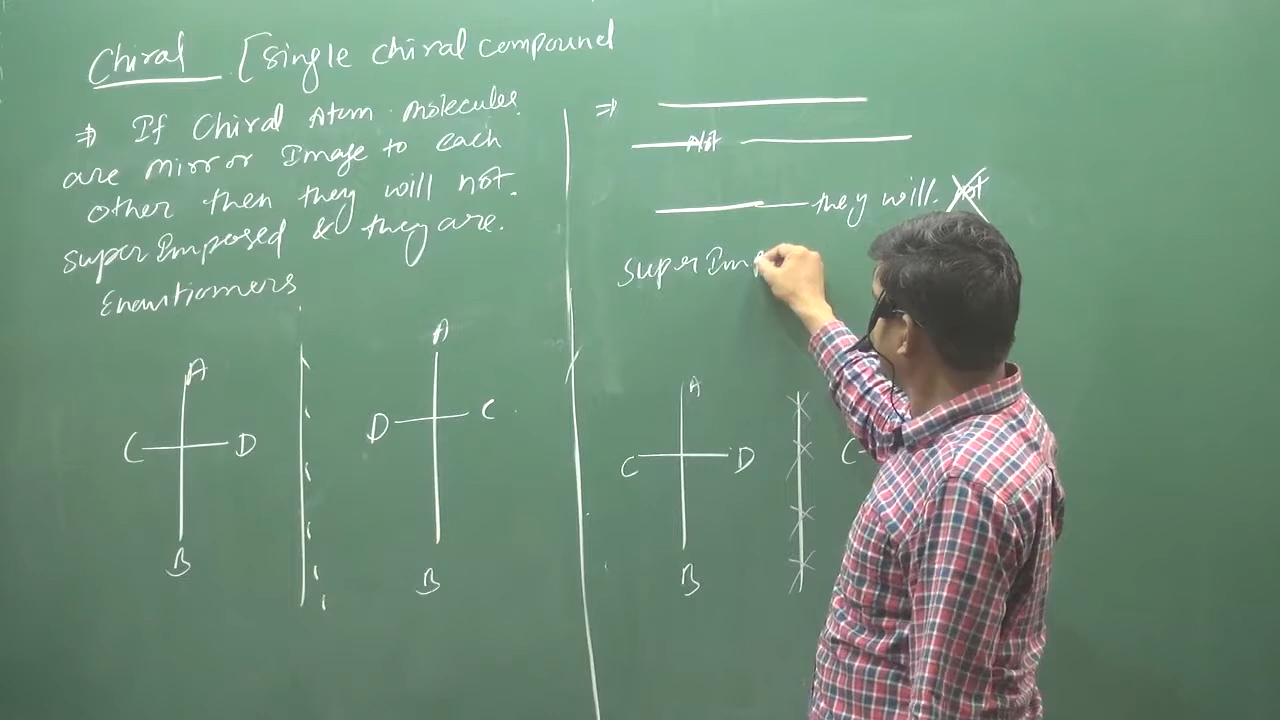 Chiral [Single chiral compound
⇒ If Chiral Atom molecules
are Mirror Image to each
other then they will not.
superImposed & they are.
Enantiomers
A
C D
B
A
D C
B
⇒
Not
they will. not
superImp
A
C D
B
C